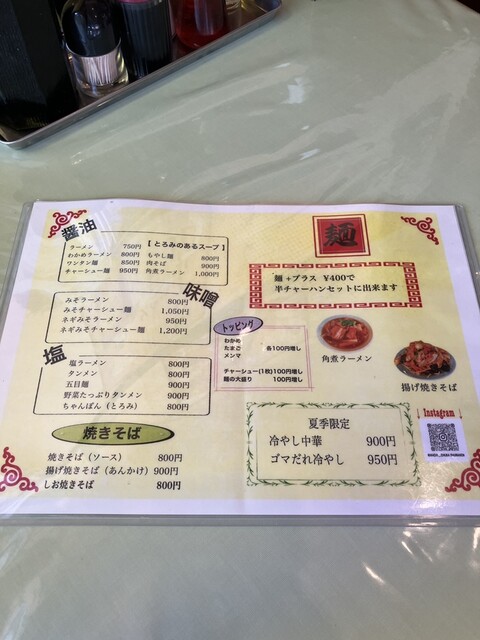 醤油
ラーメン 750円
わかめラーメン 800円
ワンタン麺 850円
チャーシュー麺 950円
【 とろみのあるスープ 】
もやし麺 800円
肉そば 900円
角煮ラーメン 1,000円
麺
麺＋プラス ¥400で
半チャーハンセットに出来ます
味噌
みそラーメン 800円
みそチャーシュー麺 1,050円
ネギみそラーメン 950円
ネギみそチャーシュー麺 1,200円
トッピング
わかめ
たまご 各100円増し
メンマ
チャーシュー(1枚)100円増し
麺の大盛り 100円増し
角煮ラーメン
揚げ焼きそば
塩
塩ラーメン 800円
タンメン 800円
五目麺 900円
野菜たっぷりタンメン 900円
ちゃんぽん（とろみ） 800円
焼きそば
焼きそば（ソース） 800円
揚げ焼きそば（あんかけ）900円
しお焼きそば 800円
夏季限定
冷やし中華 900円
ゴマだれ冷やし 950円
↓ Instagram ↓